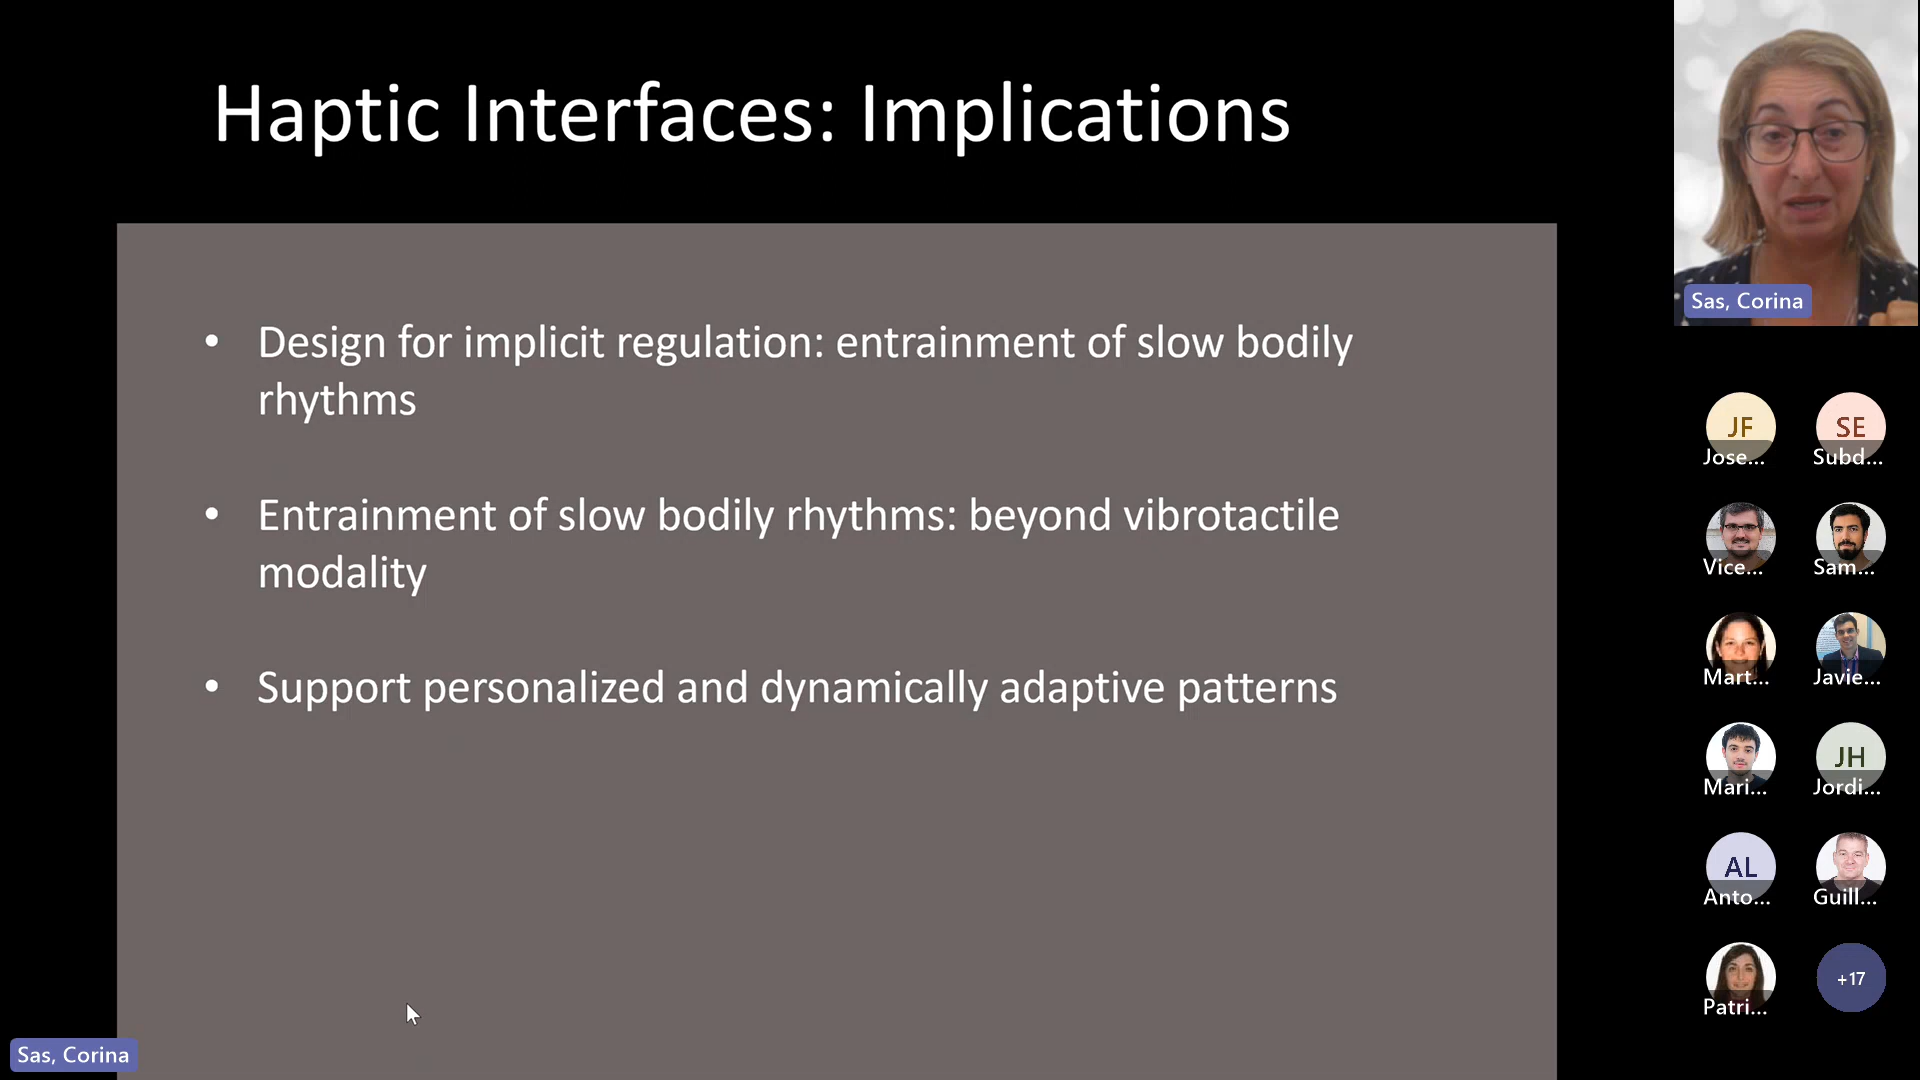 Haptic Interfaces: Implications
• Design for implicit regulation: entrainment of slow bodily
rhythms
• Entrainment of slow bodily rhythms: beyond vibrotactile
modality
• Support personalized and dynamically adaptive patterns
Sas, Corina
Sas, Corina
JF
Jose...
SE
Subd...
Vice...
Sam...
Mart...
Javie...
Mari...
JH
Jordi...
AL
Anto...
Guill...
Patri...
+17